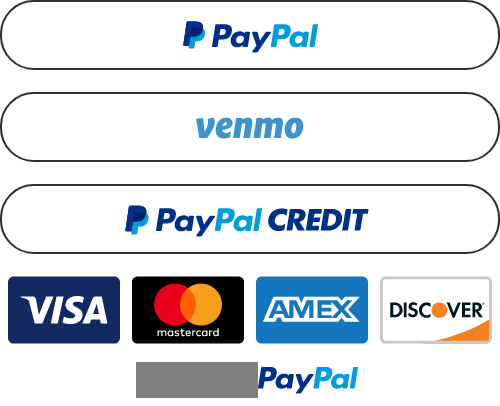 PayPal
venmo
PayPal CREDIT
VISA mastercard. AMEX DISCOVER
PayPal